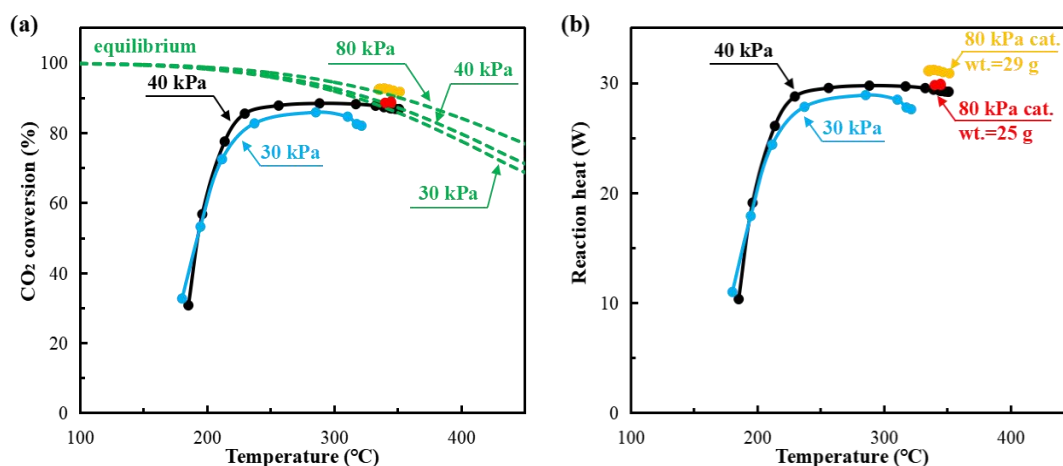 (a)
CO₂ conversion (%)
120
100
80
60
40
20
0
100
200
300
400
Temperature (℃)
equilibrium
40 kPa
30 kPa
80 kPa
40 kPa
30 kPa
(b)
Reaction heat (W)
40
30
20
10
0
100
200
300
400
Temperature (℃)
40 kPa
30 kPa
80 kPa cat.
wt.=29 g
80 kPa cat.
wt.=25 g